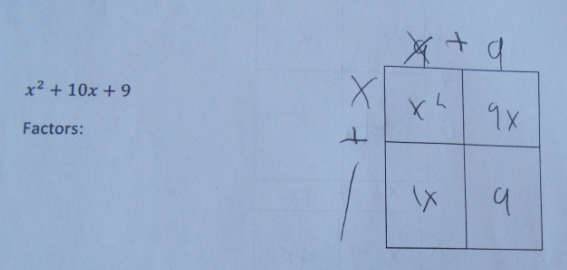 x + 9
x² + 10x + 9
x
x²
9x
Factors:
+
1
1x
9